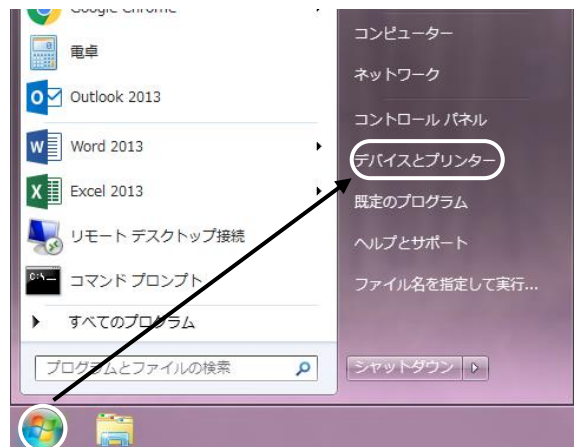 Google Chrome
電卓
Outlook 2013
Word 2013
Excel 2013
リモート デスクトップ接続
コマンド プロンプト
すべてのプログラム
プログラムとファイルの検索
コンピューター
ネットワーク
コントロール パネル
デバイスとプリンター
既定のプログラム
ヘルプとサポート
ファイル名を指定して実行...
シャットダウン